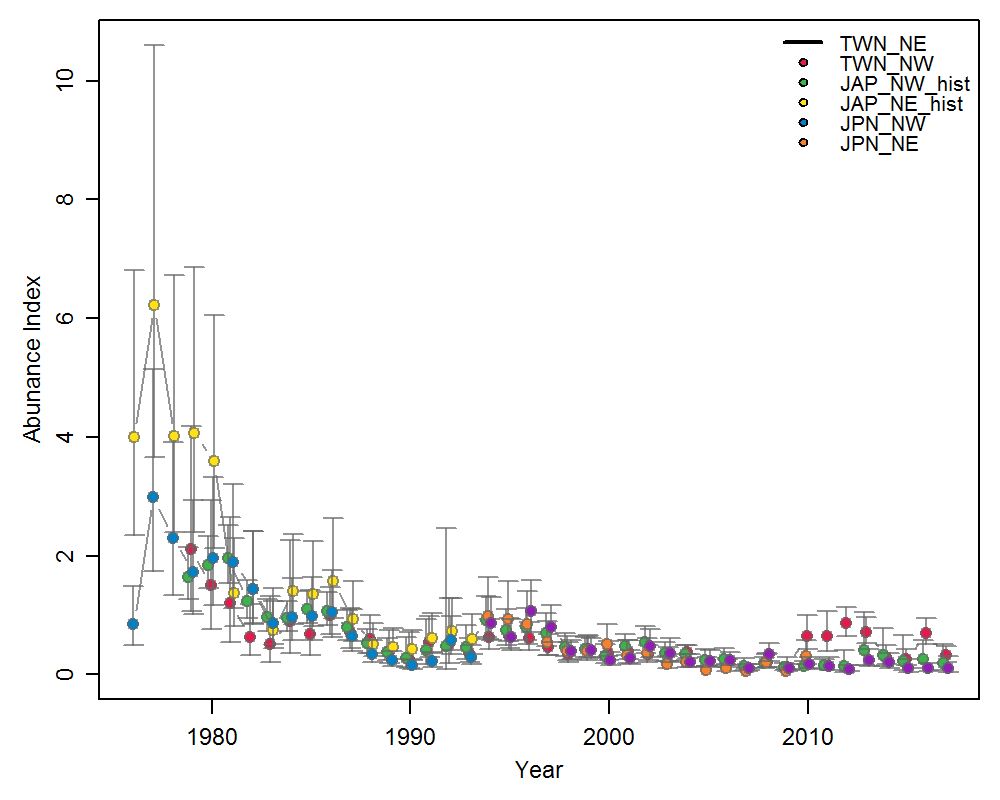 TWN_NE
TWN_NW
JAP_NW_hist
JAP_NE_hist
JPN_NW
JPN_NE
10
8
6
4
2
0
Abunance Index
1980 1990 2000 2010
Year